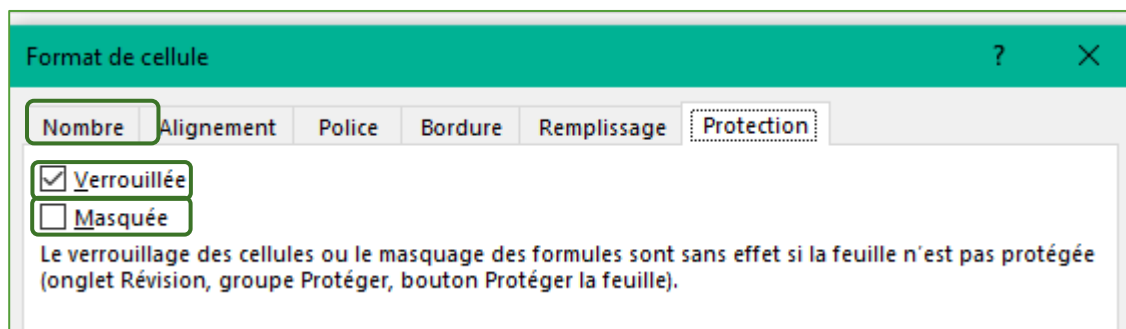 Format de cellule ? ×
Nombre Alignement Police Bordure Remplissage Protection
Verrouillée
Masquée
Le verrouillage des cellules ou le masquage des formules sont sans effet si la feuille n'est pas protégée
(onglet Révision, groupe Protéger, bouton Protéger la feuille).